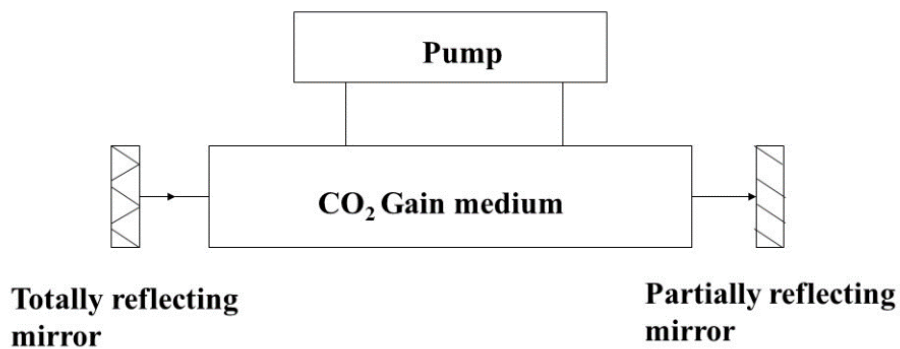 Pump
CO₂ Gain medium
Totally reflecting
mirror
Partially reflecting
mirror